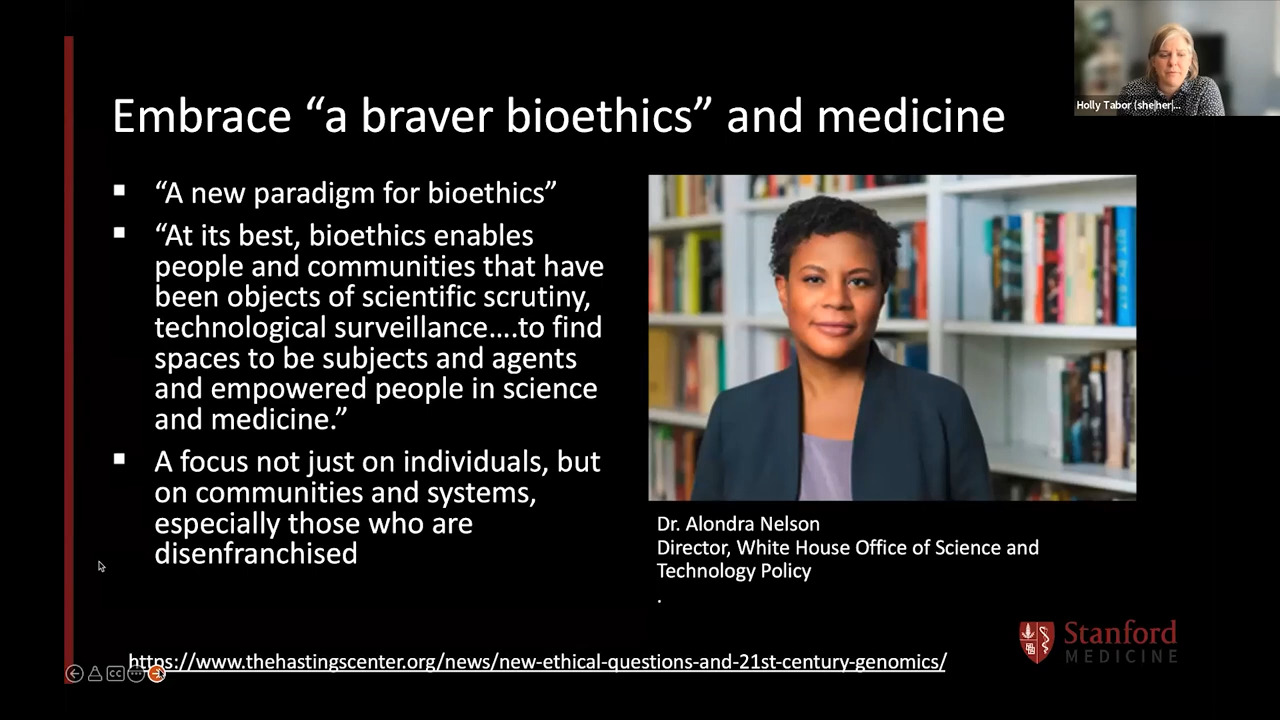 Holly Tabor (she|her)...
Embrace “a braver bioethics” and medicine
“A new paradigm for bioethics”
“At its best, bioethics enables
people and communities that have
been objects of scientific scrutiny,
technological surveillance....to find
spaces to be subjects and agents
and empowered people in science
and medicine.”
A focus not just on individuals, but
on communities and systems,
especially those who are
disenfranchised
Dr. Alondra Nelson
Director, White House Office of Science and
Technology Policy
.
https://www.thehastingscenter.org/news/new-ethical-questions-and-21st-century-genomics/
CC
Stanford
MEDICINE